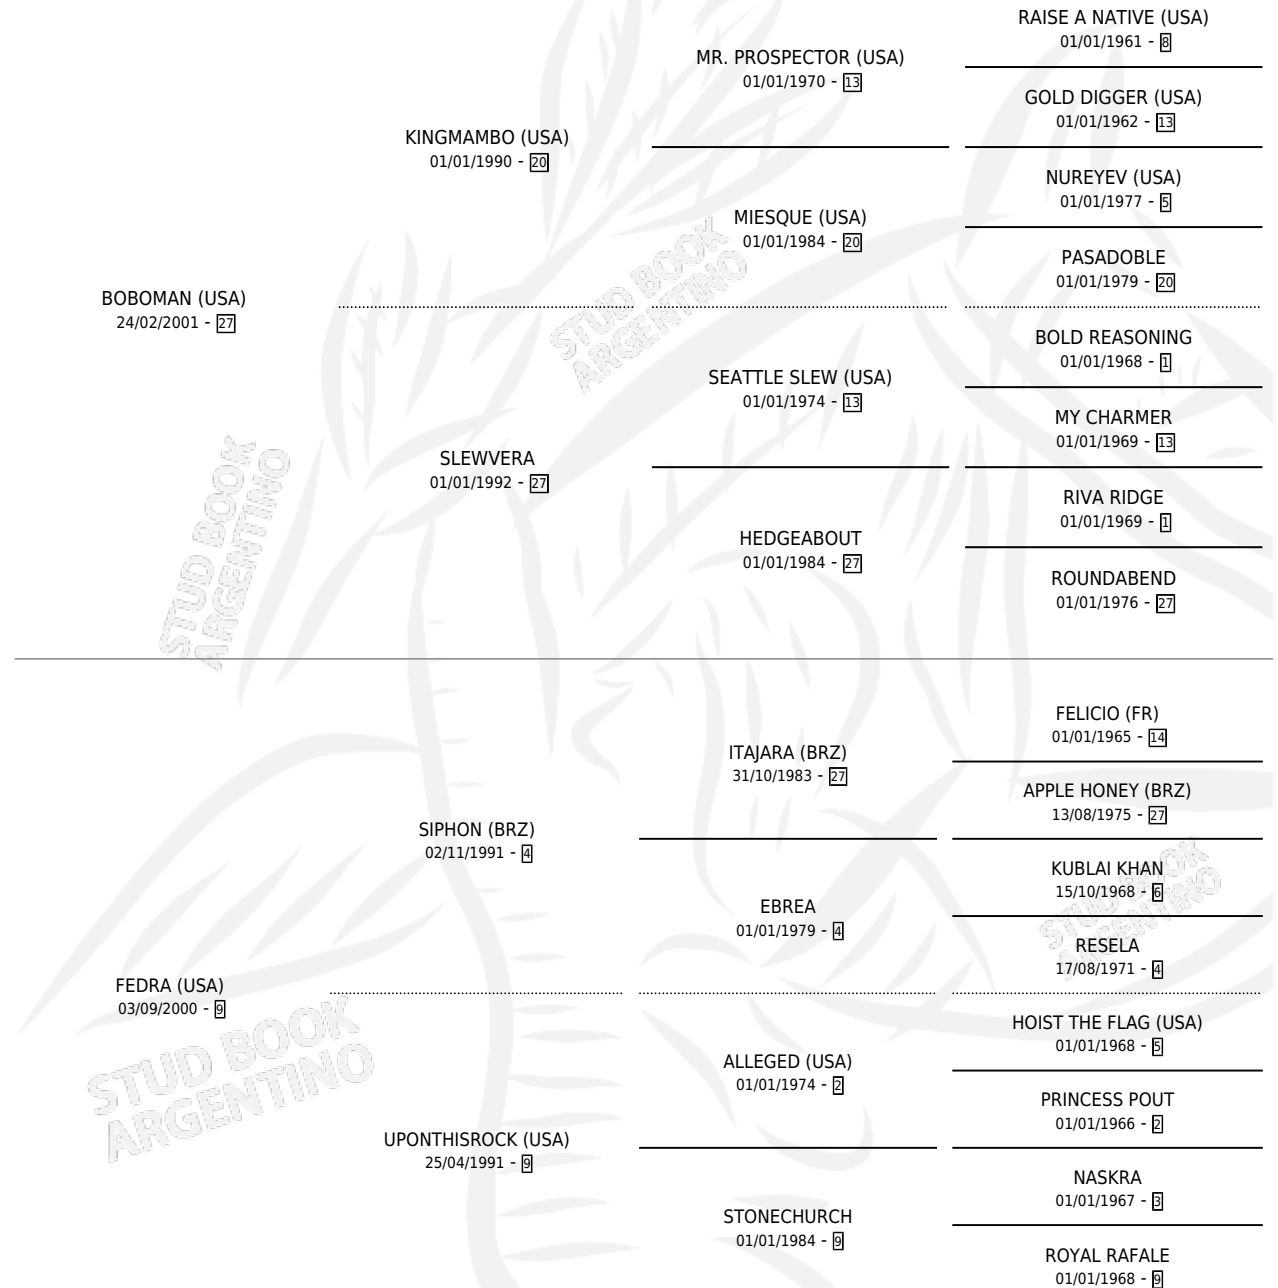 RAISE A NATIVE (USA)
01/01/1961 - 8
MR. PROSPECTOR (USA)
01/01/1970 - 13
GOLD DIGGER (USA)
01/01/1962 - 13
KINGMAMBO (USA)
01/01/1990 - 20
NUREYEV (USA)
01/01/1977 - 5
MIESQUE (USA)
01/01/1984 - 20
PASADOBLE
01/01/1979 - 20
BOBOMAN (USA)
24/02/2001 - 27
BOLD REASONING
01/01/1968 - 1
SEATTLE SLEW (USA)
01/01/1974 - 13
MY CHARMER
01/01/1969 - 13
SLEWVERA
01/01/1992 - 27
RIVA RIDGE
01/01/1969 - 1
HEDGEABOUT
01/01/1984 - 27
ROUNDABEND
01/01/1976 - 27
FELICIO (FR)
01/01/1965 - 14
ITAJARA (BRZ)
31/10/1983 - 27
APPLE HONEY (BRZ)
13/08/1975 - 27
SIPHON (BRZ)
02/11/1991 - 4
KUBLAI KHAN
15/10/1968 - 6
EBREA
01/01/1979 - 4
RESELA
17/08/1971 - 4
FEDRA (USA)
03/09/2000 - 9
HOIST THE FLAG (USA)
01/01/1968 - 5
ALLEGED (USA)
01/01/1974 - 2
PRINCESS POUT
01/01/1966 - 2
UPONTHISROCK (USA)
25/04/1991 - 9
NASKRA
01/01/1967 - 3
STONECHURCH
01/01/1984 - 9
ROYAL RAFALE
01/01/1968 - 9
STUD BOOK
ARGENTINO
STUD BOOK
ARGENTINO
STUD BOOK
ARGENTINO
STUD BOOK
ARGENTINO